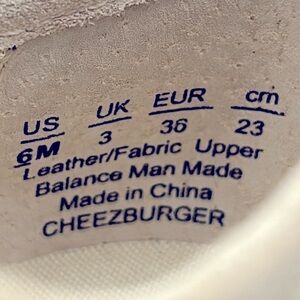 US UK EUR cm
6M 3 36 23
Leather/Fabric Upper
Balance Man Made
Made in China
CHEEZBURGER